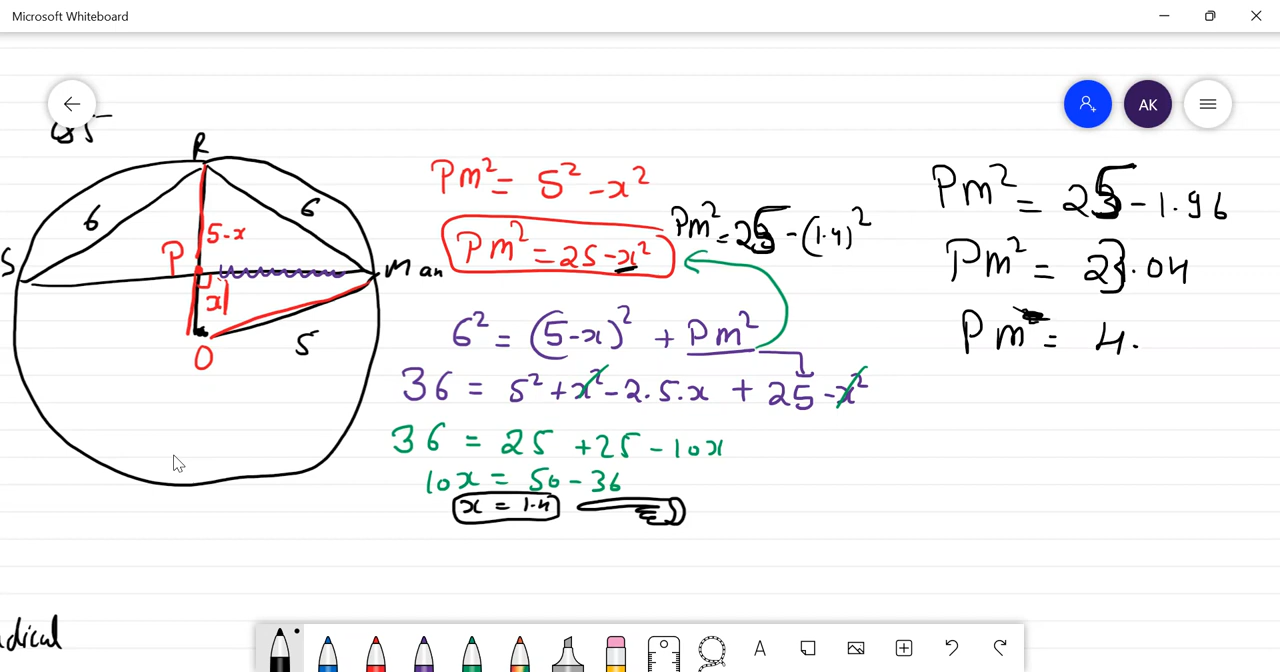 Microsoft Whiteboard
AK
Q5
R
6
6
5-x
P
S
Man
x
O
5
Pm² = 5² - x²
Pm² = 25 - x²
Pm² = 25 - (1.4)²
6² = (5-x)² + Pm²
36 = 5² + x² - 2.5.x + 25 - x²
36 = 25 + 25 - 10x
10x = 50 - 36
x = 1.4
Pm² = 25 - 1.96
Pm² = 23.04
Pm = 4.
dical
A